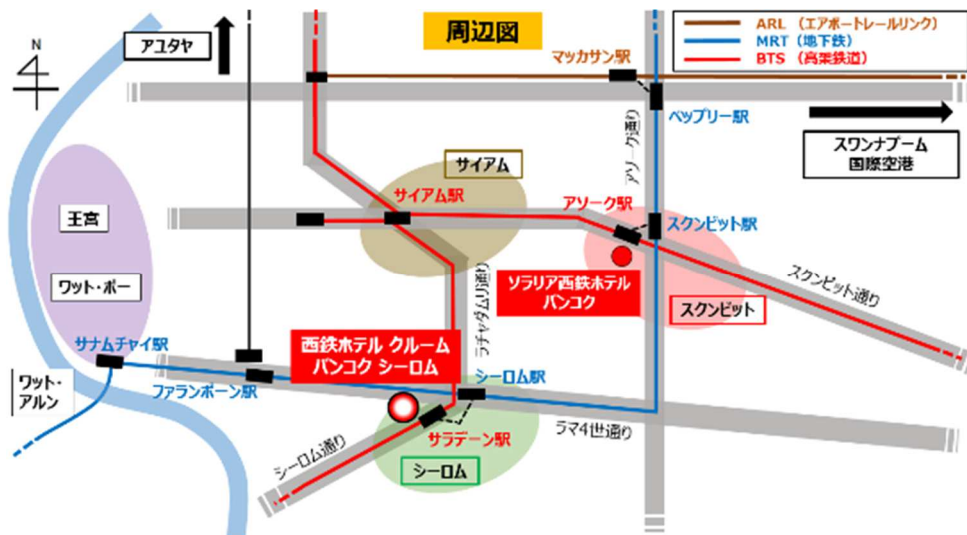 N
アユタヤ
周辺図
ARL （エアポートレールリンク）
MRT（地下鉄）
BTS （高架鉄道）
マッカサン駅
ペップリー駅
アソーク通り
スワンナプーム
国際空港
サイアム
サイアム駅
アソーク駅
スクンビット駅
王宮
ワット・ポー
ソラリア西鉄ホテル
バンコク
スクンビット通り
スクンビット
ラチャダムリ通り
サナムチャイ駅
西鉄ホテル クルーム
バンコク シーロム
シーロム駅
ワット・
アルン
ファランポーン駅
ラマ4世通り
サラデーン駅
シーロム通り
シーロム